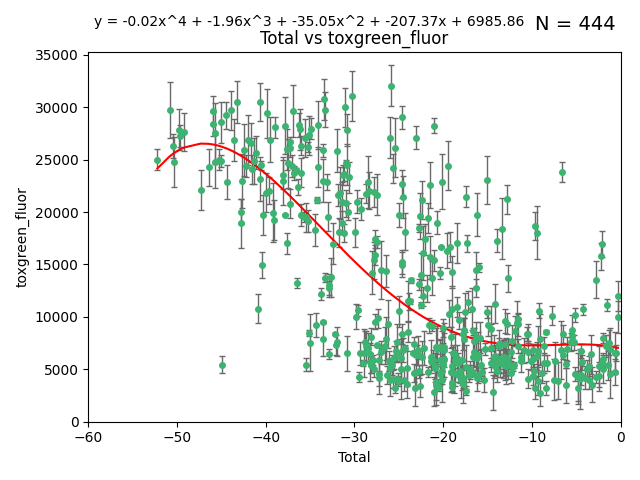 y = -0.02x^4 + -1.96x^3 + -35.05x^2 + -207.37x + 6985.86 N = 444
Total vs toxgreen_fluor
35000
30000
25000
20000
15000
10000
5000
0
toxgreen_fluor
−60 −50 −40 −30 −20 −10 0
Total